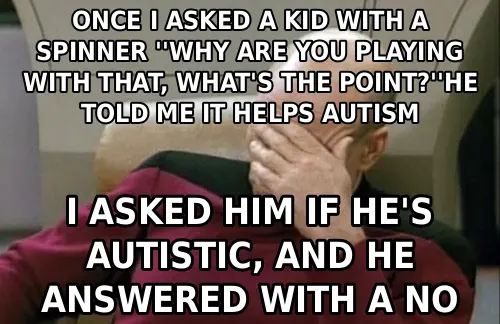 ONCE I ASKED A KID WITH A
SPINNER "WHY ARE YOU PLAYING
WITH THAT, WHAT'S THE POINT?"HE
TOLD ME IT HELPS AUTISM
I ASKED HIM IF HE'S
AUTISTIC, AND HE
ANSWERED WITH A NO